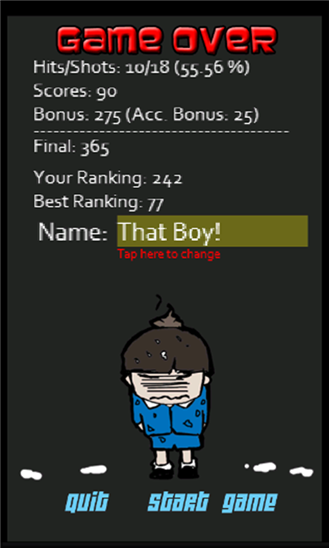 GAME OVER
Hits/Shots: 10/18 (55.56 %)
Scores: 90
Bonus: 275 (Acc. Bonus: 25)
----------------------------------------
Final: 365
Your Ranking: 242
Best Ranking: 77
Name: That Boy!
Tap here to change
quit start game